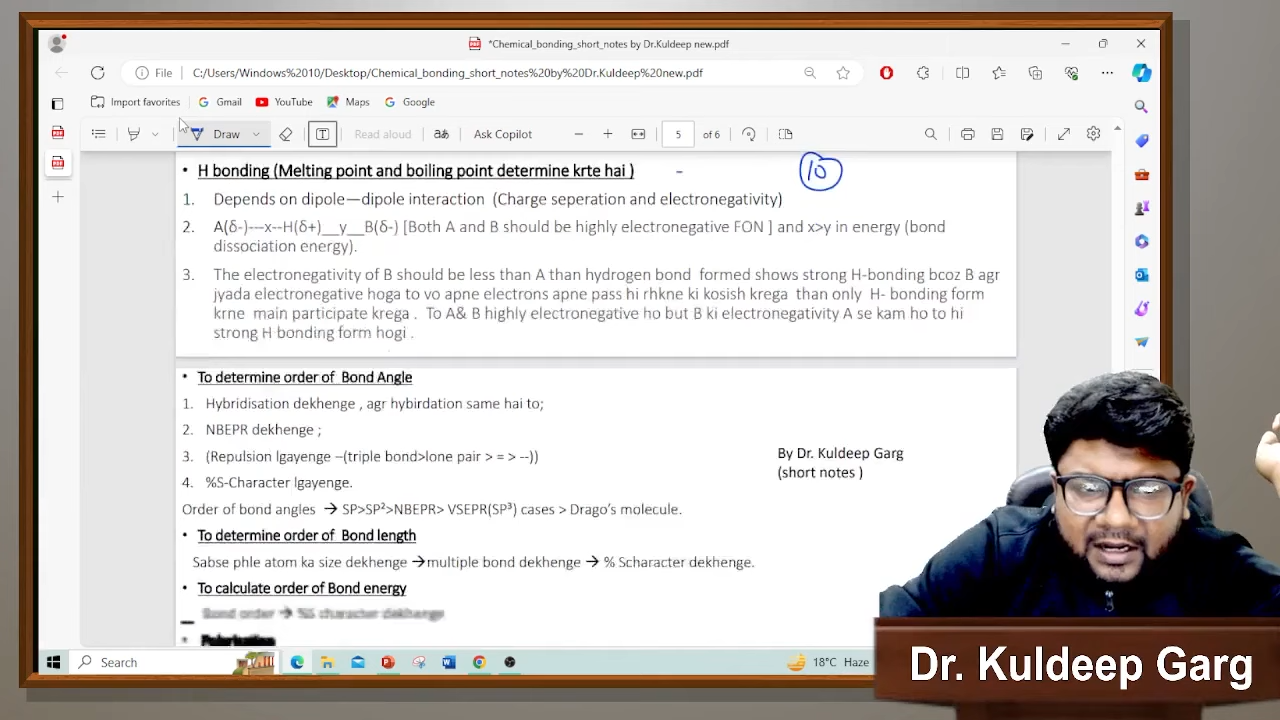 *Chemical_bonding_short_notes by Dr.Kuldeep new.pdf
File C:/Users/Windows%2010/Desktop/Chemical_bonding_short_notes%20by%20Dr.Kuldeep%20new.pdf
Import favorites Gmail YouTube Maps Google
Draw Read aloud Ask Copilot 5 of 6
• H bonding (Melting point and boiling point determine krte hai ) - 10
1. Depends on dipole—dipole interaction (Charge seperation and electronegativity)
2. A(δ-)---x--H(δ+)__y__B(δ-) [Both A and B should be highly electronegative FON ] and x>y in energy (bond
dissociation energy).
3. The electronegativity of B should be less than A than hydrogen bond formed shows strong H-bonding bcoz B agr
jyada electronegative hoga to vo apne electrons apne pass hi rhkne ki kosish krega than only H- bonding form
krne main participate krega . To A& B highly electronegative ho but B ki electronegativity A se kam ho to hi
strong H bonding form hogi .
• To determine order of Bond Angle
1. Hybridisation dekhenge , agr hybirdation same hai to;
2. NBEPR dekhenge ;
3. (Repulsion lgayenge –(triple bond>lone pair > = > --))
4. %S-Character lgayenge.
By Dr. Kuldeep Garg
(short notes )
Order of bond angles → SP>SP²>NBEPR> VSEPR(SP³) cases > Drago's molecule.
• To determine order of Bond length
Sabse phle atom ka size dekhenge →multiple bond dekhenge → % Scharacter dekhenge.
• To calculate order of Bond energy
Bond order → %S character dekhenge
• Polarisation
Search 18°C Haze
Dr. Kuldeep Garg